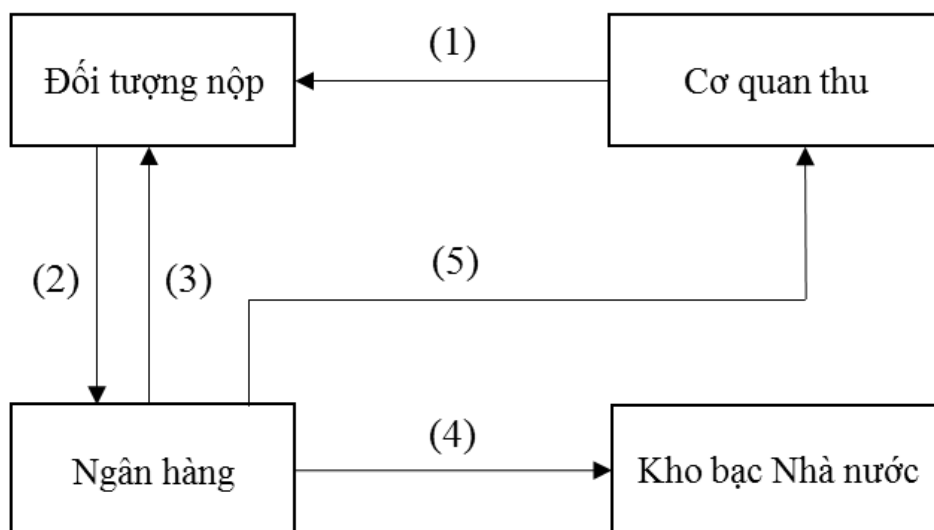 (1)
Đối tượng nộp
Cơ quan thu
(2)
(3)
(5)
(4)
Ngân hàng
Kho bạc Nhà nước